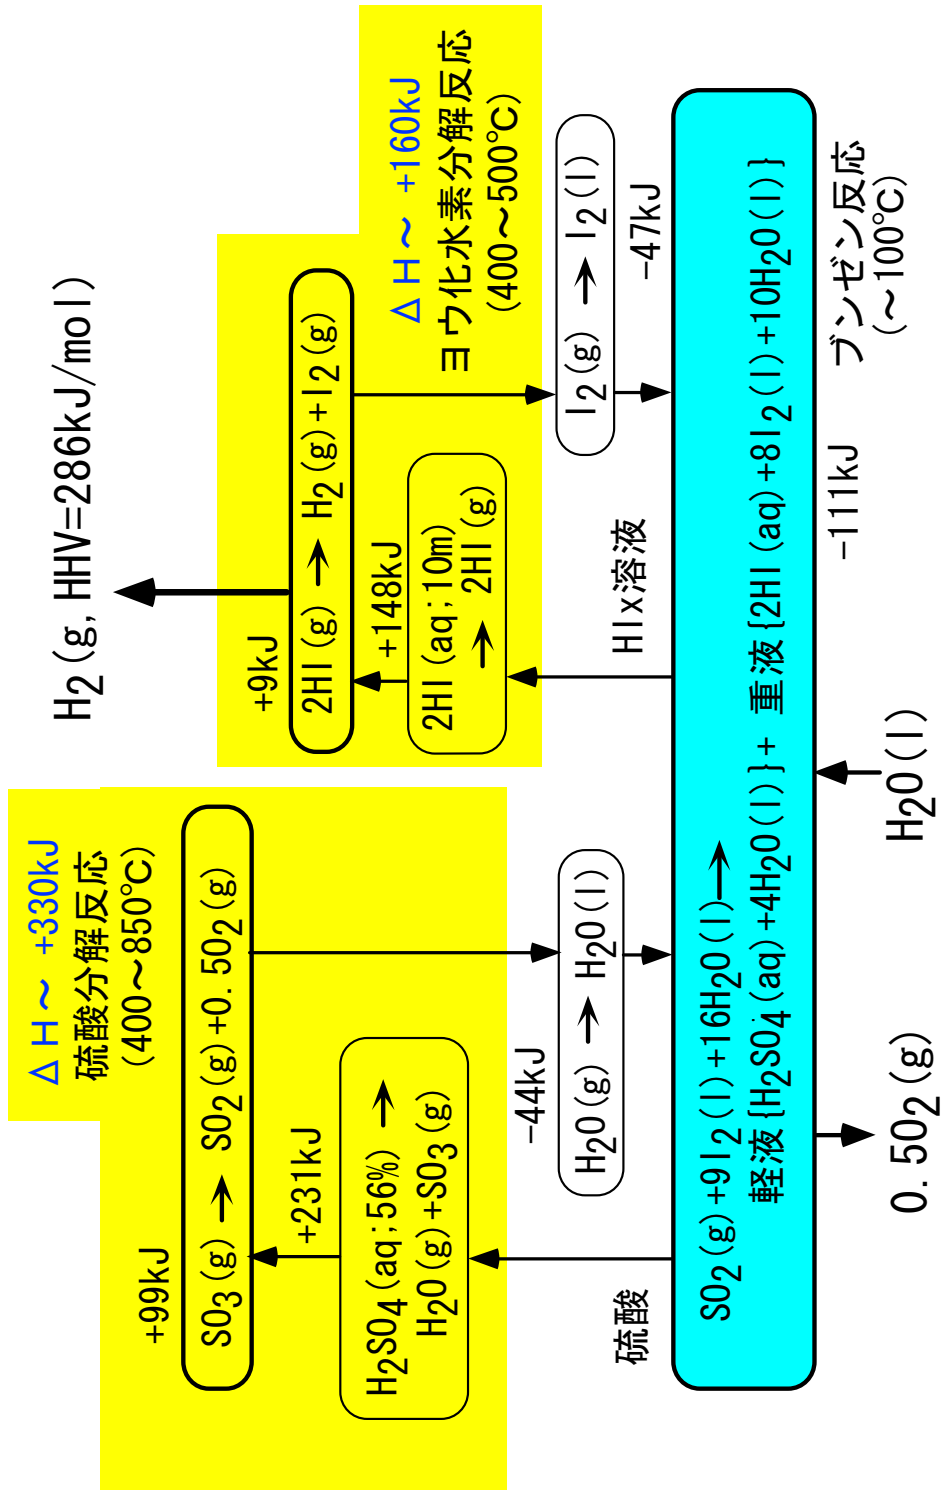 △H～ +330kJ
硫酸分解反応
(400～850℃)
+99kJ
SO3(g) → SO2(g)+0.5O2(g)
+231kJ
H2SO4(aq;56%) →
H2O(g)+SO3(g)
-44kJ
H2O(g) → H2O(l)
硫酸
H2(g, HHV=286kJ/mol)
+9kJ
2HI(g) → H2(g)+I2(g)
+148kJ
2HI(aq;10m)
→ 2HI(g)
△H～ +160kJ
ヨウ化水素分解反応
(400～500℃)
I2(g) → I2(l)
-47kJ
HIx溶液
SO2(g)+9I2(l)+16H2O(l)→
軽液{H2SO4(aq)+4H2O(l)}+ 重液{2HI(aq)+8I2(l)+10H2O(l)}
-111kJ
ブンゼン反応
(～100℃)
0.5O2(g)
H2O(l)